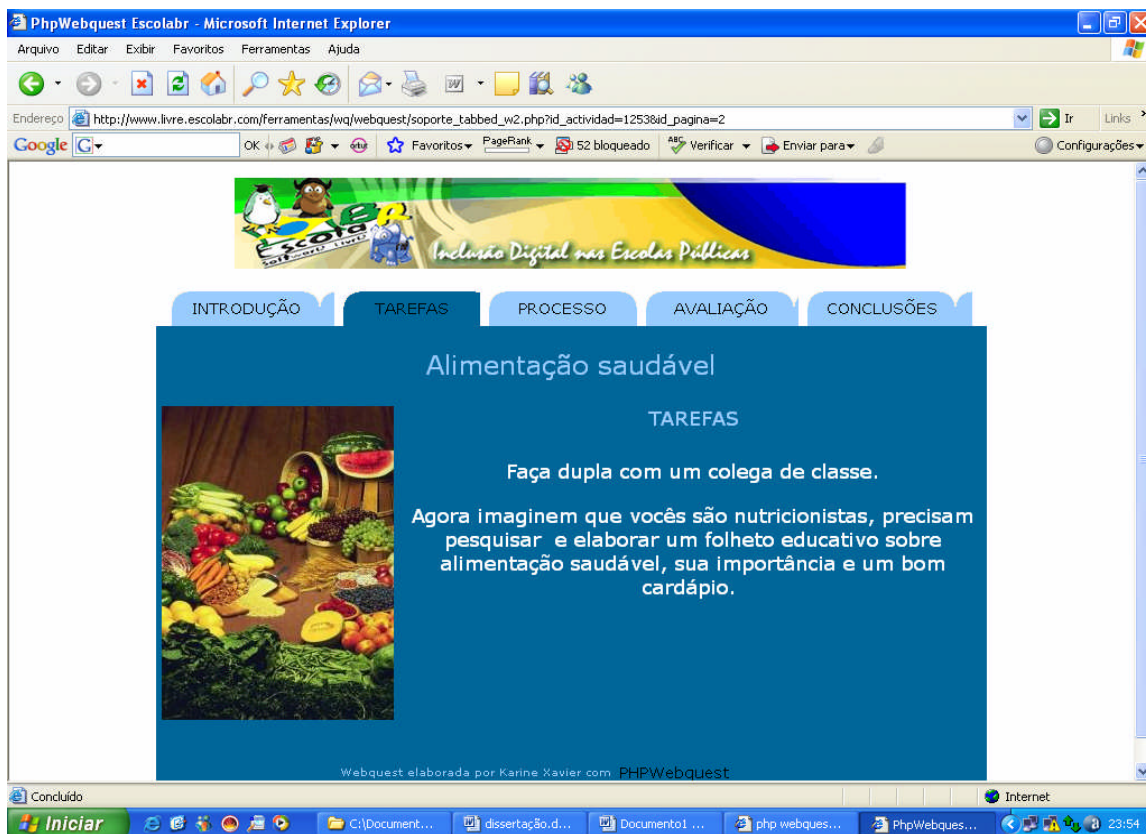 PhpWebquest Escolabr - Microsoft Internet Explorer
Arquivo Editar Exibir Favoritos Ferramentas Ajuda
Endereço http://www.livre.escolabr.com/ferramentas/wq/webquest/soporte_tabbed_w2.php?id_actividad=1253&id_pagina=2 Ir Links
Google G OK Favoritos PageRank 52 bloqueado ABC Verificar Enviar para Configurações
Escola BR
Software Livre
Inclusão Digital nas Escolas Públicas
INTRODUÇÃO TAREFAS PROCESSO AVALIAÇÃO CONCLUSÕES
Alimentação saudável
TAREFAS
Faça dupla com um colega de classe.
Agora imaginem que vocês são nutricionistas, precisam
pesquisar e elaborar um folheto educativo sobre
alimentação saudável, sua importância e um bom
cardápio.
Webquest elaborada por Karine Xavier com PHPWebquest
Concluído Internet
Iniciar C:\Document... dissertação.d... Documento1 ... php webques... PhpWebques... 23:54